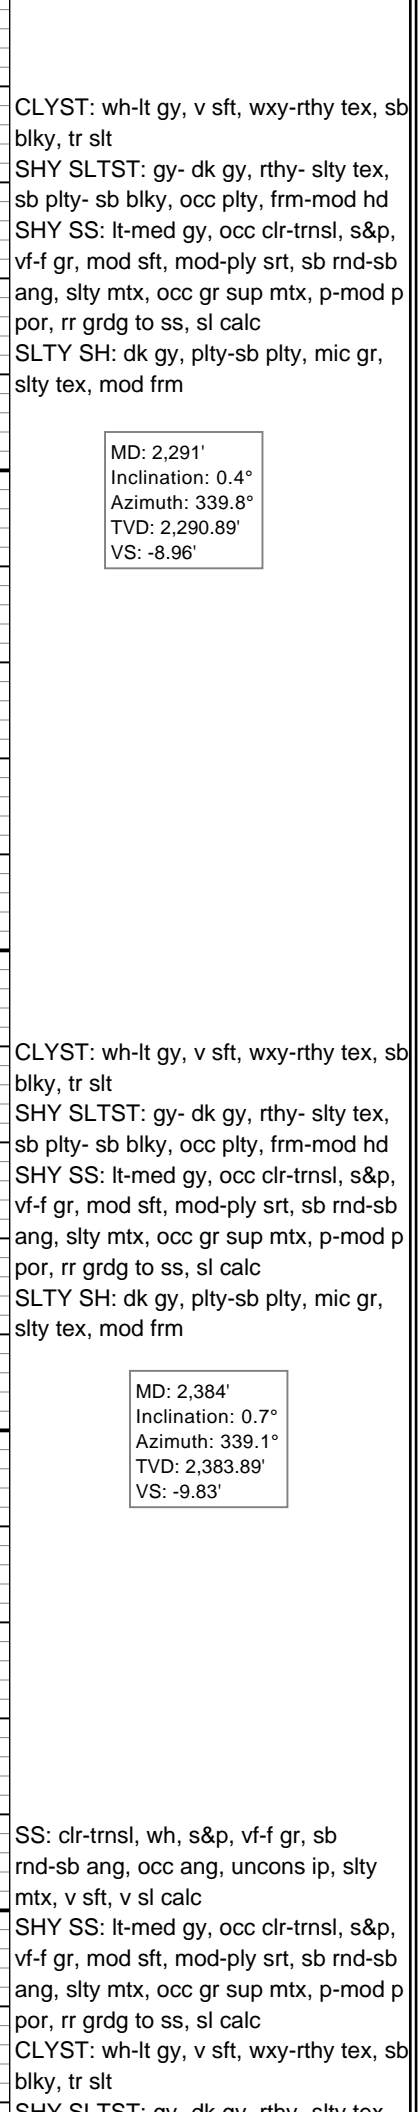 CLYST: wh-lt gy, v sft, wxy-rthy tex, sb
blky, tr slt
SHY SLTST: gy- dk gy, rthy- slty tex,
sb plty- sb blky, occ plty, frm-mod hd
SHY SS: lt-med gy, occ clr-trnsl, s&p,
vf-f gr, mod sft, mod-ply srt, sb rnd-sb
ang, slty mtx, occ gr sup mtx, p-mod p
por, rr grdg to ss, sl calc
SLTY SH: dk gy, plty-sb plty, mic gr,
slty tex, mod frm
MD: 2,291'
Inclination: 0.4°
Azimuth: 339.8°
TVD: 2,290.89'
VS: -8.96'
CLYST: wh-lt gy, v sft, wxy-rthy tex, sb
blky, tr slt
SHY SLTST: gy- dk gy, rthy- slty tex,
sb plty- sb blky, occ plty, frm-mod hd
SHY SS: lt-med gy, occ clr-trnsl, s&p,
vf-f gr, mod sft, mod-ply srt, sb rnd-sb
ang, slty mtx, occ gr sup mtx, p-mod p
por, rr grdg to ss, sl calc
SLTY SH: dk gy, plty-sb plty, mic gr,
slty tex, mod frm
MD: 2,384'
Inclination: 0.7°
Azimuth: 339.1°
TVD: 2,383.89'
VS: -9.83'
SS: clr-trnsl, wh, s&p, vf-f gr, sb
rnd-sb ang, occ ang, uncons ip, slty
mtx, v sft, v sl calc
SHY SS: lt-med gy, occ clr-trnsl, s&p,
vf-f gr, mod sft, mod-ply srt, sb rnd-sb
ang, slty mtx, occ gr sup mtx, p-mod p
por, rr grdg to ss, sl calc
CLYST: wh-lt gy, v sft, wxy-rthy tex, sb
blky, tr slt
SHY SLTST: gy- dk gy, rthy- slty tex,